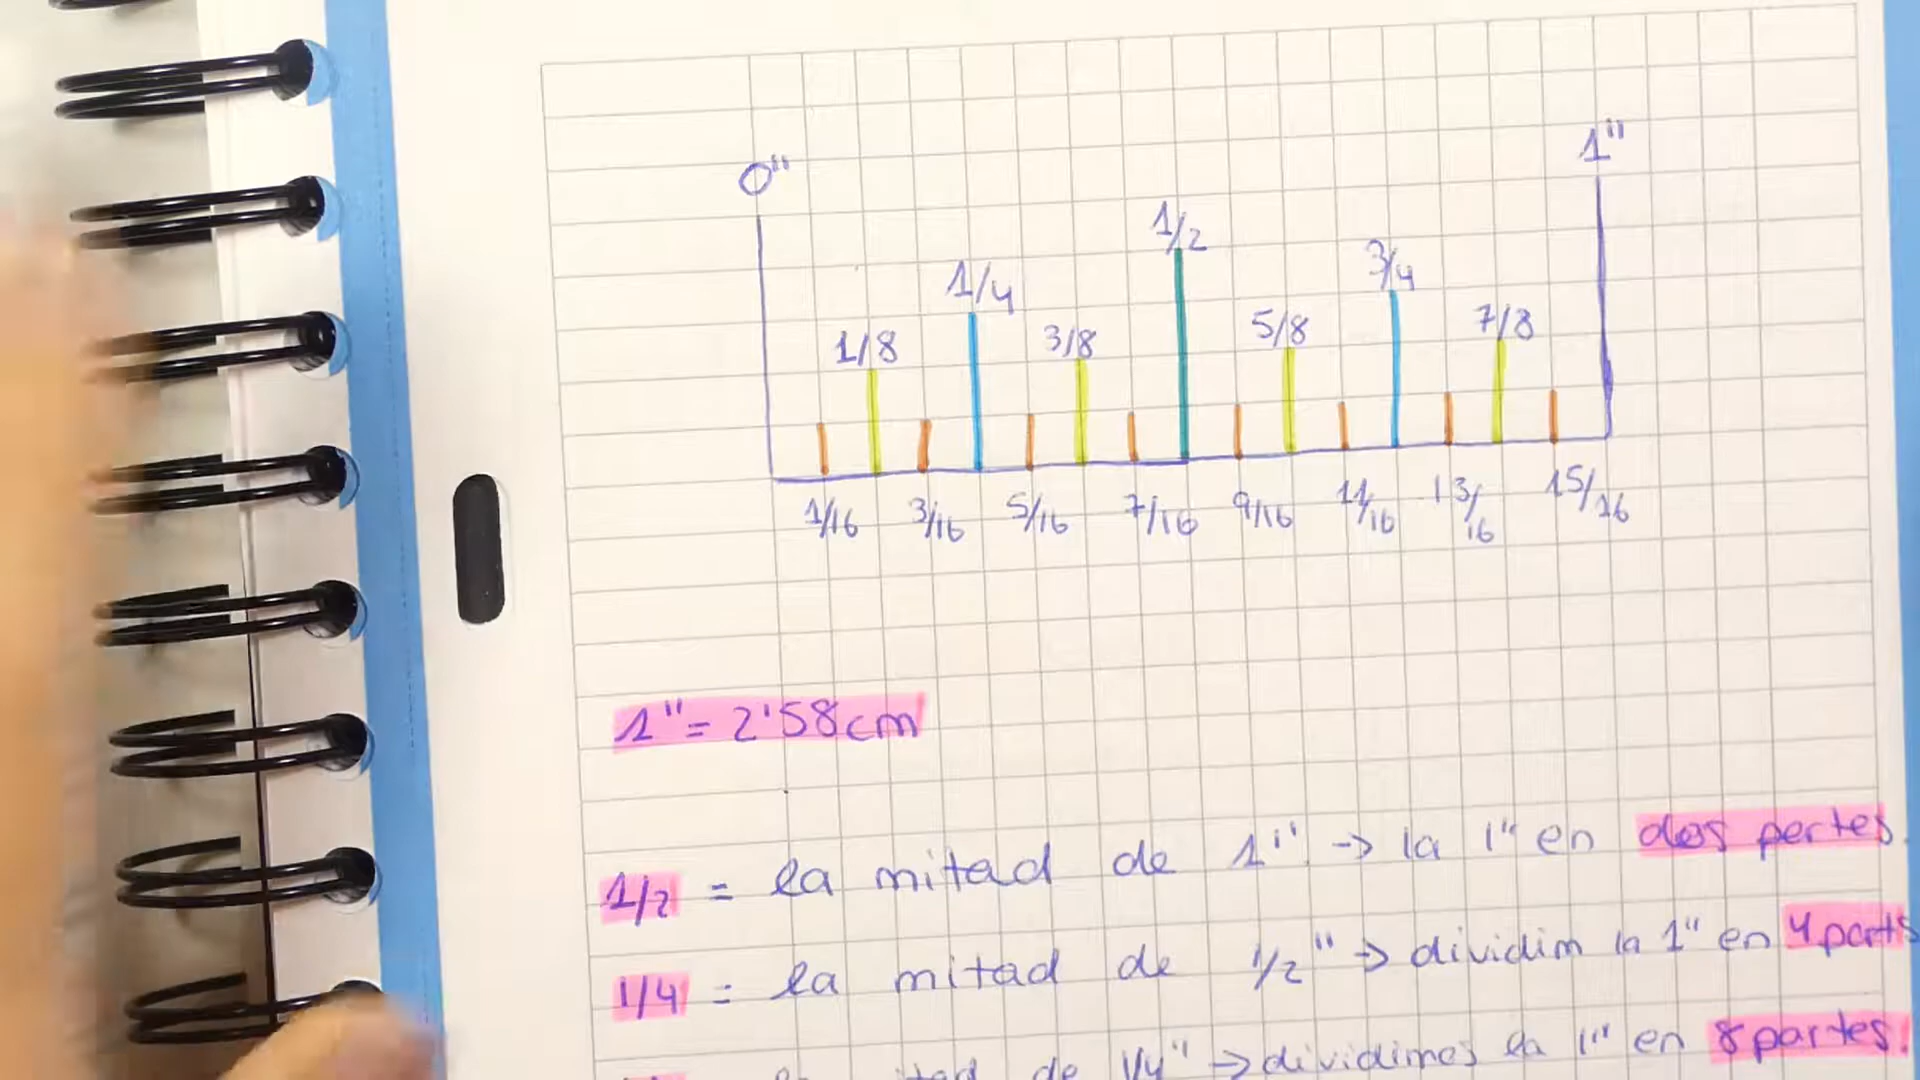 0" 1"
1/2
1/4 3/4
1/8 3/8 5/8 7/8
1/16 3/16 5/16 7/16 9/16 11/16 13/16 15/16
1" = 2'58cm
1/2 = la mitad de 1" → la 1" en dos pertes.
1/4 = la mitad de 1/2" → dividim la 1" en 4 parts
de 1/4" → dividimos la 1" en 8 partes.